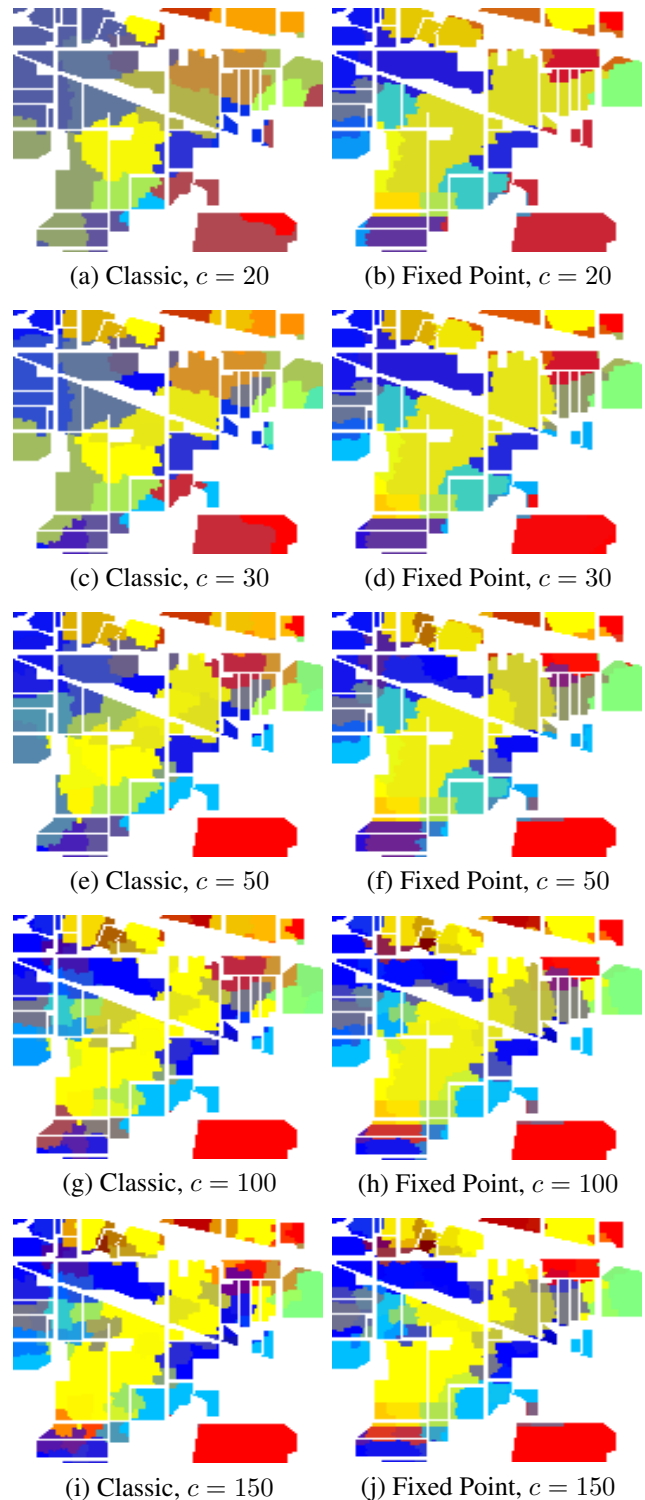 (a) Classic, c = 20
(b) Fixed Point, c = 20
(c) Classic, c = 30
(d) Fixed Point, c = 30
(e) Classic, c = 50
(f) Fixed Point, c = 50
(g) Classic, c = 100
(h) Fixed Point, c = 100
(i) Classic, c = 150
(j) Fixed Point, c = 150